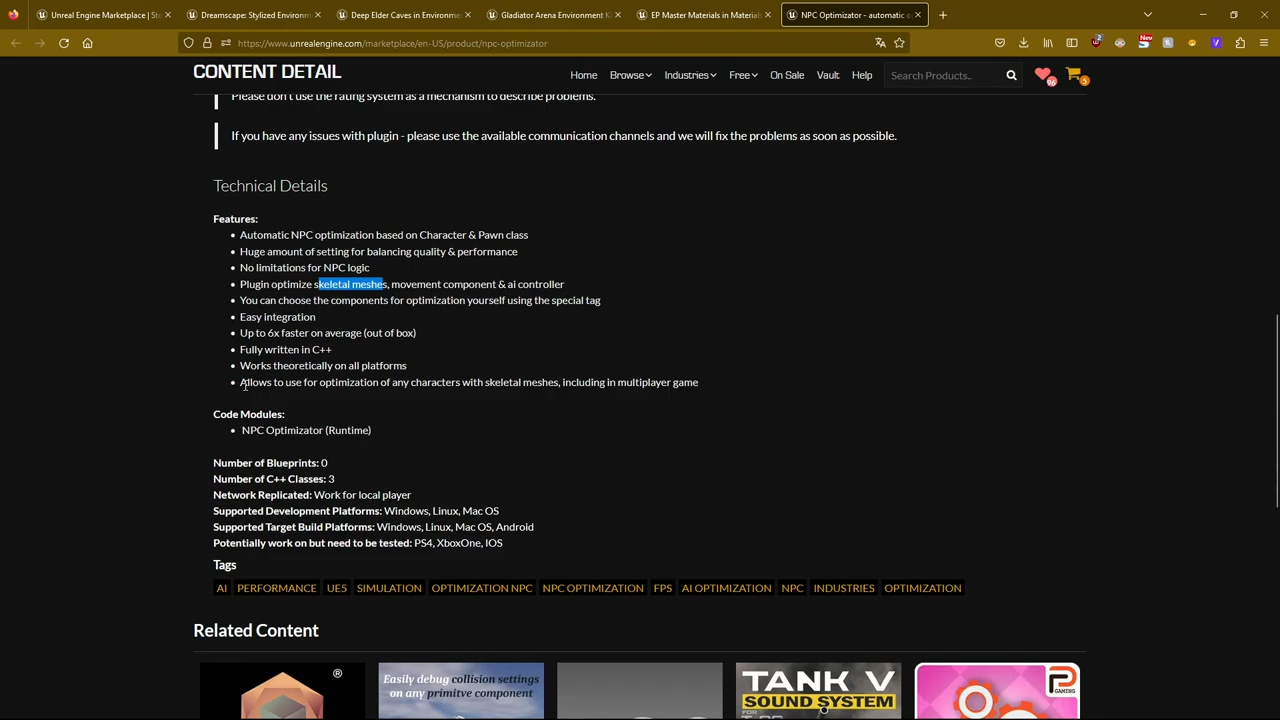 Unreal Engine Marketplace | St
Dreamscape: Stylized Environm
Deep Elder Caves in Environme
Gladiator Arena Environment Ki
EP Master Materials in Materials
NPC Optimizator - automatic o
https://www.unrealengine.com/marketplace/en-US/product/npc-optimizator
New
2
CONTENT DETAIL
Home
Browse
Industries
Free
On Sale
Vault
Help
Search Products..
96
5
Please don't use the rating system as a mechanism to describe problems.
If you have any issues with plugin - please use the available communication channels and we will fix the problems as soon as possible.
Technical Details
Features:
Automatic NPC optimization based on Character & Pawn class
Huge amount of setting for balancing quality & performance
No limitations for NPC logic
Plugin optimize skeletal meshes, movement component & ai controller
You can choose the components for optimization yourself using the special tag
Easy integration
Up to 6x faster on average (out of box)
Fully written in C++
Works theoretically on all platforms
Allows to use for optimization of any characters with skeletal meshes, including in multiplayer game
Code Modules:
NPC Optimizator (Runtime)
Number of Blueprints: 0
Number of C++ Classes: 3
Network Replicated: Work for local player
Supported Development Platforms: Windows, Linux, Mac OS
Supported Target Build Platforms: Windows, Linux, Mac OS, Android
Potentially work on but need to be tested: PS4, XboxOne, IOS
Tags
AI
PERFORMANCE
UE5
SIMULATION
OPTIMIZATION NPC
NPC OPTIMIZATION
FPS
AI OPTIMIZATION
NPC
INDUSTRIES
OPTIMIZATION
Related Content
®
Easily debug collision settings
on any primitve component
TANK V
SOUND SYSTEM
GAMING